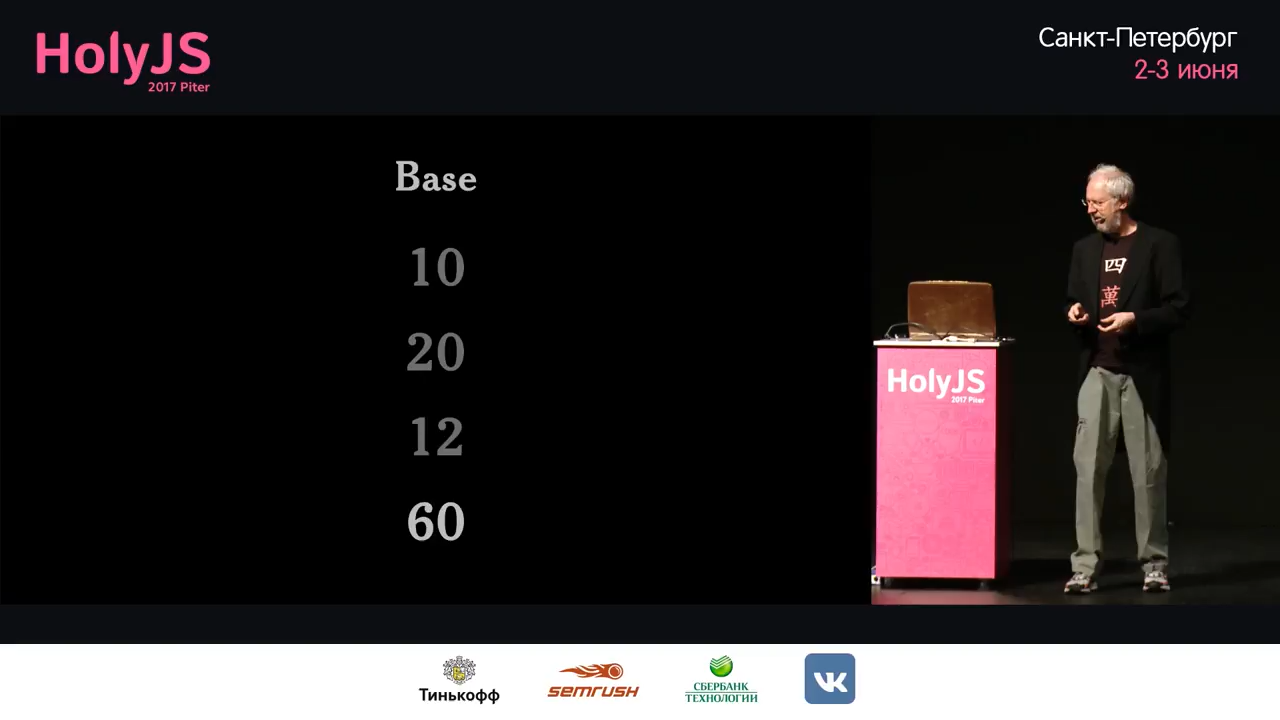 HolyJS
2017 Piter
Санкт-Петербург
2-3 июня
Base
10
20
12
60
四
萬
HolyJS
2017 Piter
Тинькофф
SEMRUSH
СБЕРБАНК
ТЕХНОЛОГИИ
VK